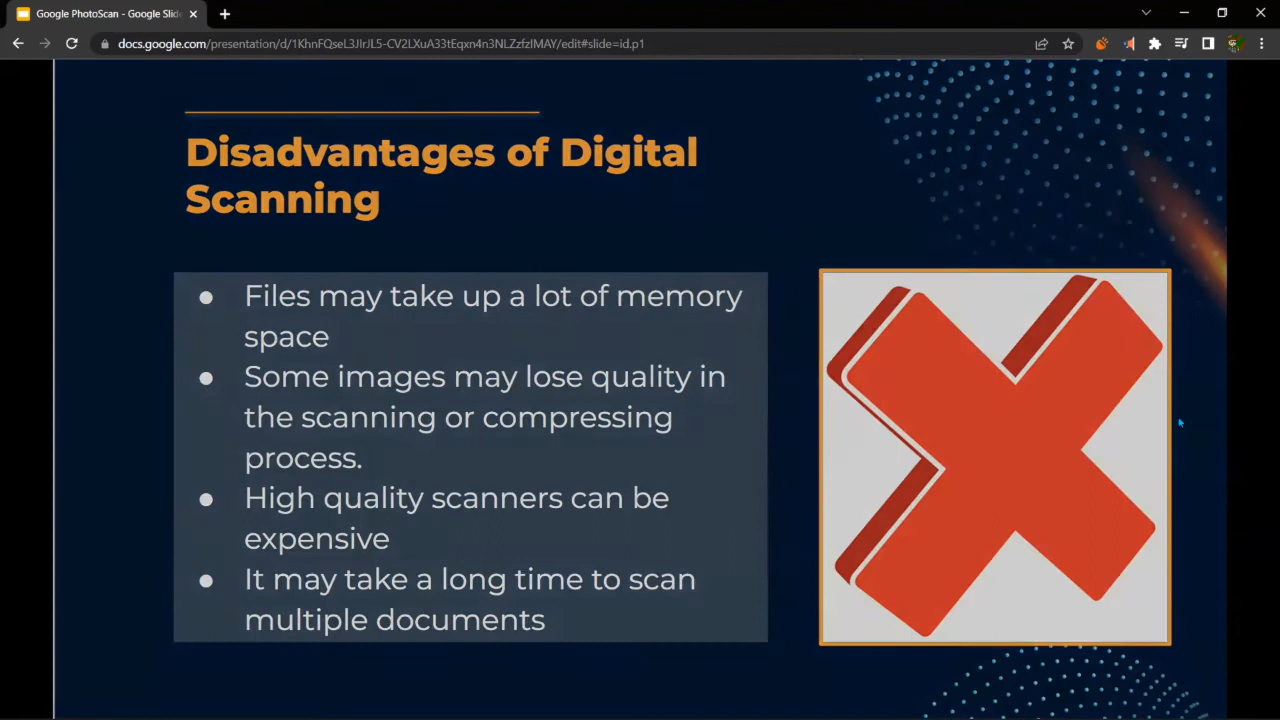 Google PhotoScan - Google Slid
docs.google.com/presentation/d/1KhnFQseL3JIrJL5-CV2LXuA33tEqxn4n3NLZzfzIMAY/edit#slide=id.p1
Disadvantages of Digital
Scanning
● Files may take up a lot of memory
space
● Some images may lose quality in
the scanning or compressing
process.
● High quality scanners can be
expensive
● It may take a long time to scan
multiple documents